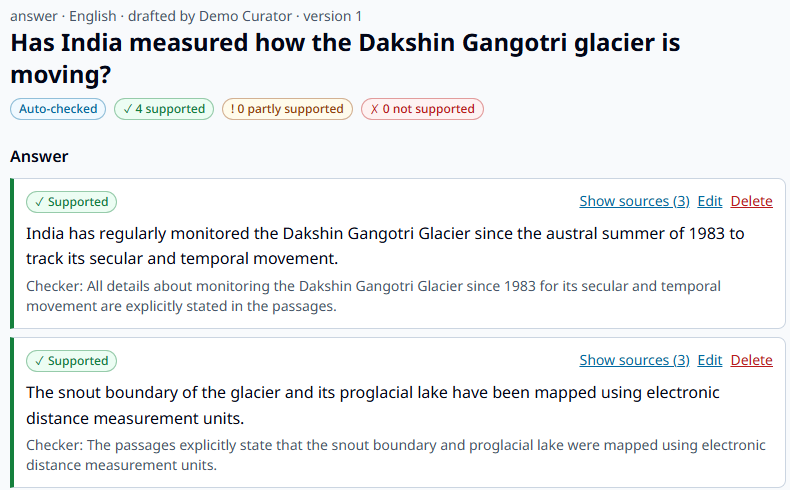 answer · English · drafted by Demo Curator · version 1
Has India measured how the Dakshin Gangotri glacier is
moving?
Auto-checked ✓ 4 supported ! 0 partly supported ✗ 0 not supported
Answer
✓ Supported Show sources (3) Edit Delete
India has regularly monitored the Dakshin Gangotri Glacier since the austral summer of 1983 to
track its secular and temporal movement.
Checker: All details about monitoring the Dakshin Gangotri Glacier since 1983 for its secular and temporal
movement are explicitly stated in the passages.
✓ Supported Show sources (3) Edit Delete
The snout boundary of the glacier and its proglacial lake have been mapped using electronic
distance measurement units.
Checker: The passages explicitly state that the snout boundary and proglacial lake were mapped using electronic
distance measurement units.